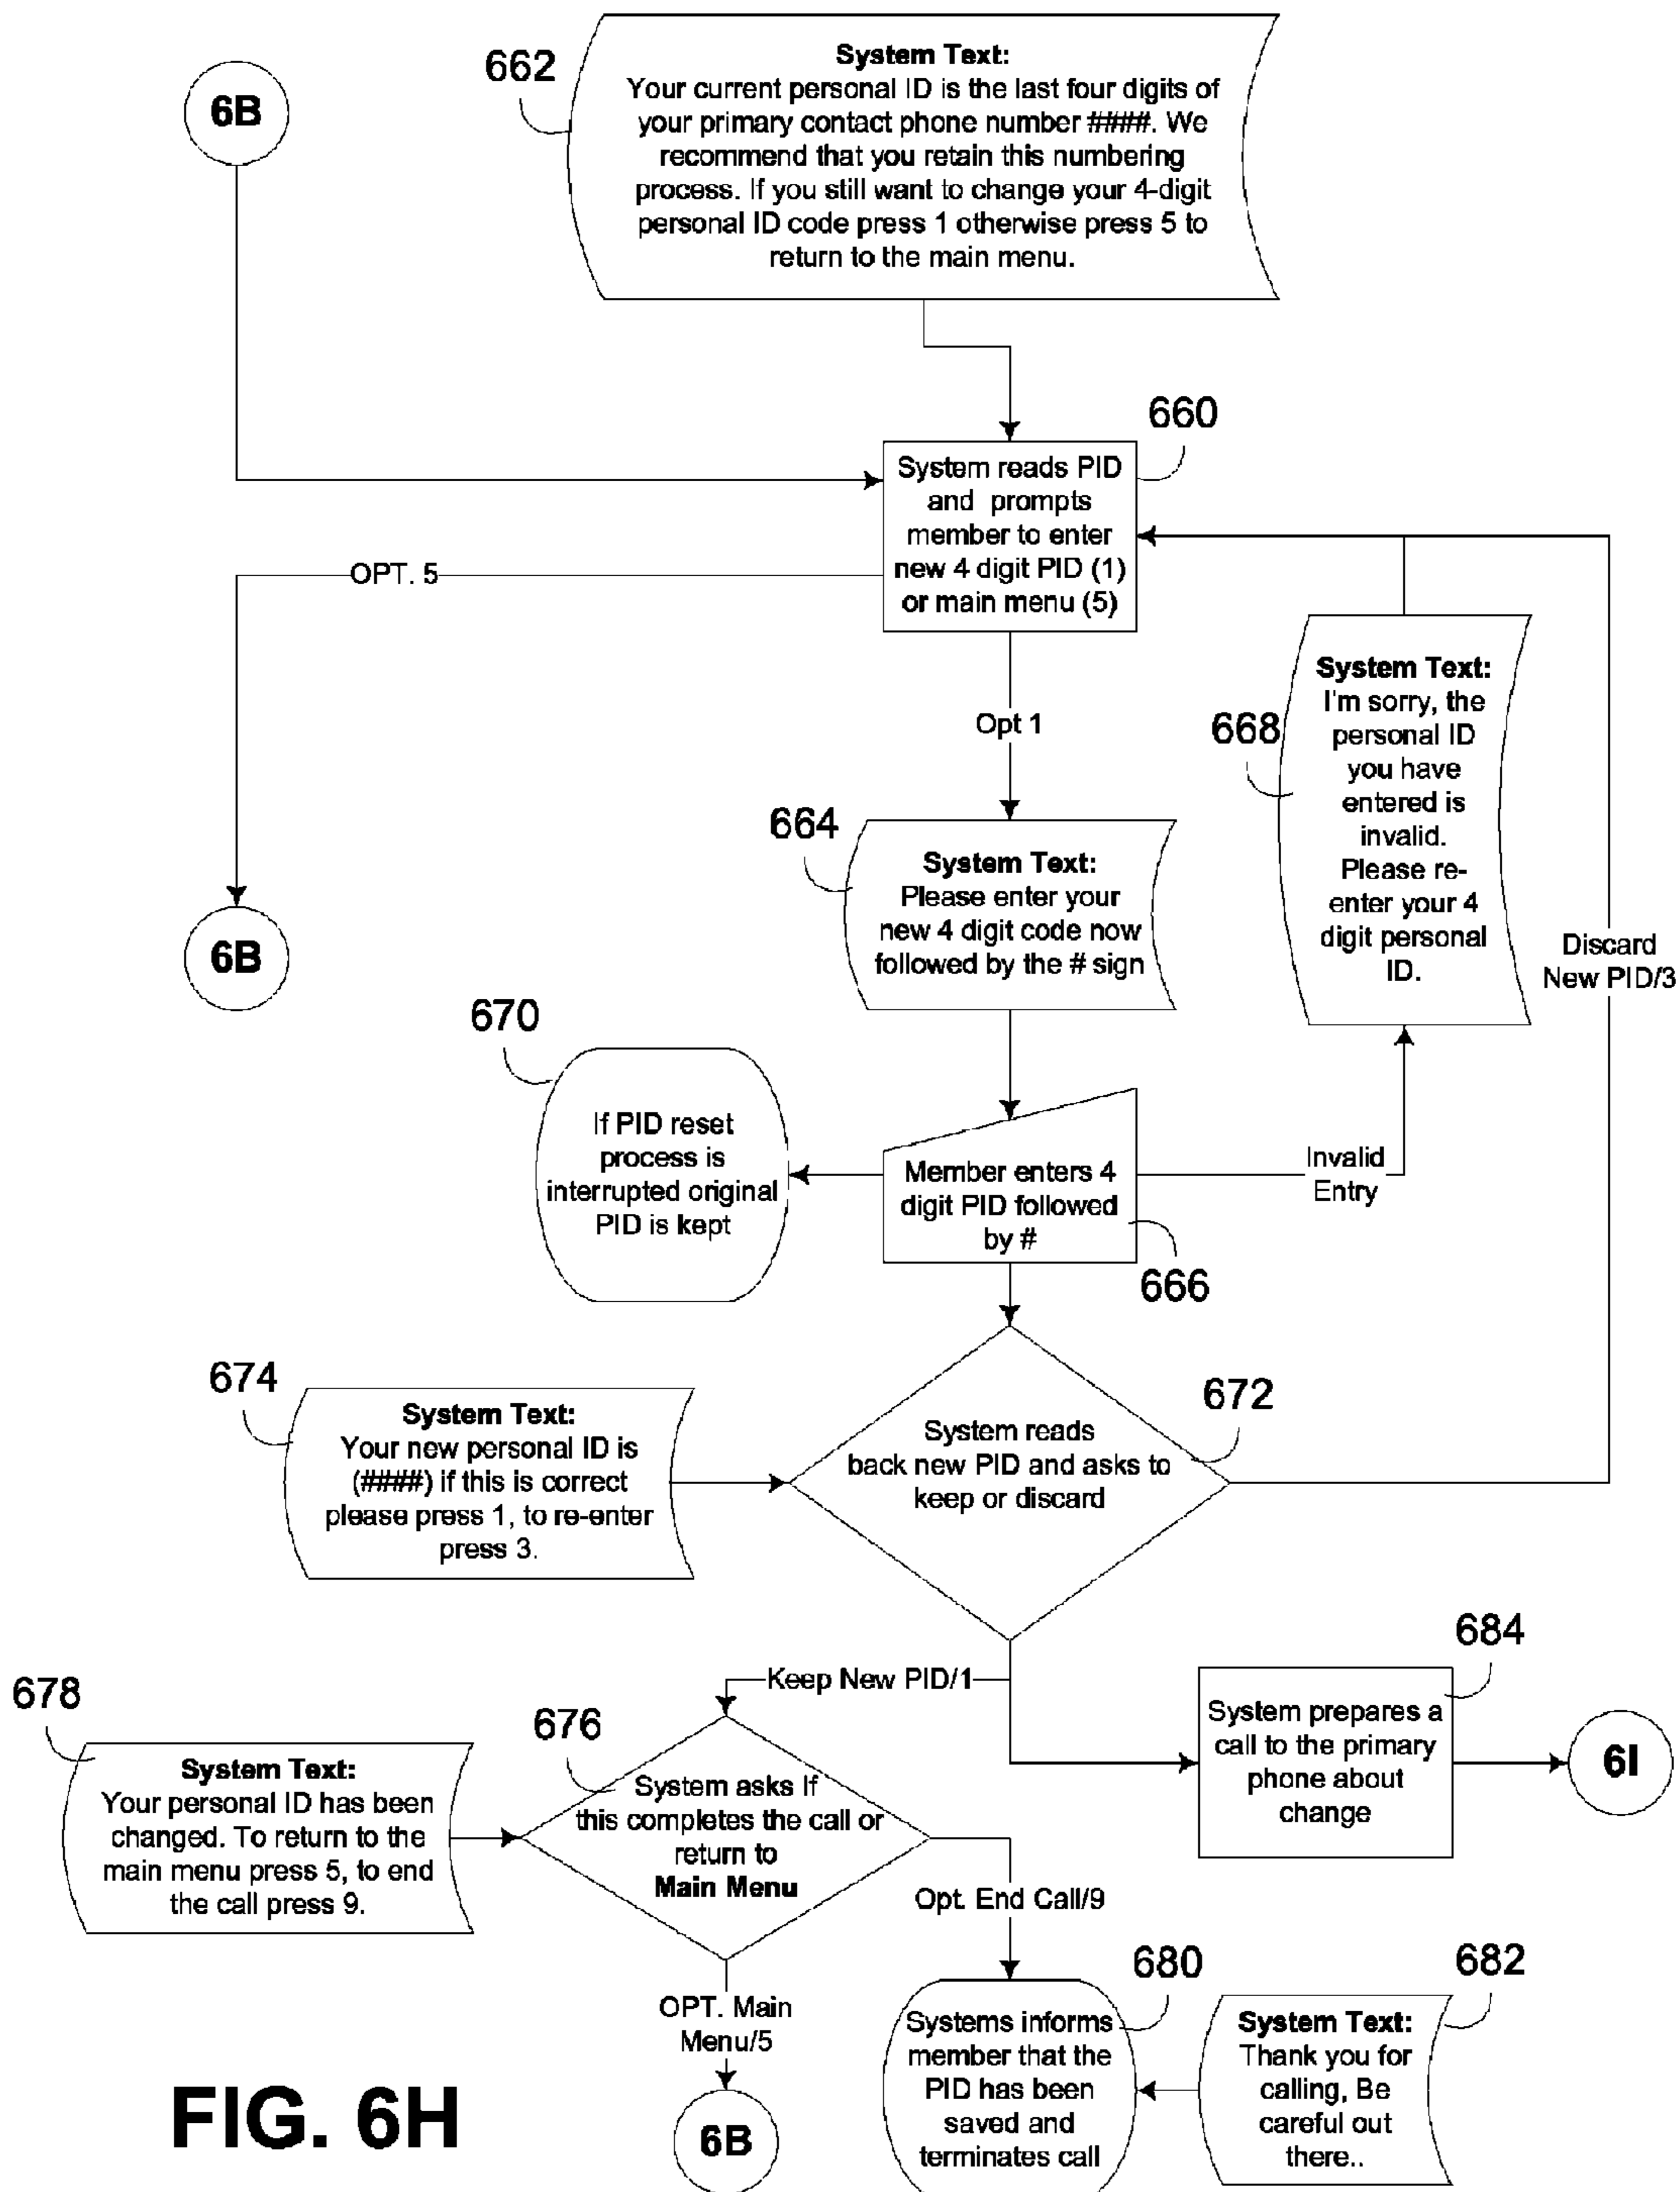 662
System Text:
Your current personal ID is the last four digits of
your primary contact phone number ####. We
recommend that you retain this numbering
process. If you still want to change your 4-digit
personal ID code press 1 otherwise press 5 to
return to the main menu.
6B
660
System reads PID
and prompts
member to enter
new 4 digit PID (1)
or main menu (5)
OPT. 5
Opt 1
6B
668
System Text:
I'm sorry, the
personal ID
you have
entered is
invalid.
Please re-
enter your 4
digit personal
ID.
Discard
New PID/3
664
System Text:
Please enter your
new 4 digit code now
followed by the # sign
670
If PID reset
process is
interrupted original
PID is kept
Member enters 4
digit PID followed
by #
666
Invalid
Entry
674
System Text:
Your new personal ID is
(####) if this is correct
please press 1, to re-enter
press 3.
672
System reads
back new PID and asks to
keep or discard
Keep New PID/1
684
System prepares a
call to the primary
phone about
change
6I
678
System Text:
Your personal ID has been
changed. To return to the
main menu press 5, to end
the call press 9.
676
System asks If
this completes the call or
return to
Main Menu
Opt. End Call/9
OPT. Main
Menu/5
6B
680
Systems informs
member that the
PID has been
saved and
terminates call
682
System Text:
Thank you for
calling, Be
careful out
there..
FIG. 6H